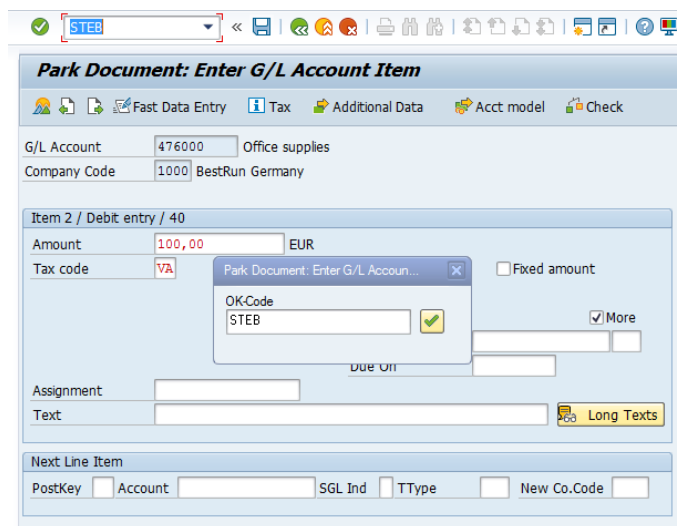 STEB
Park Document: Enter G/L Account Item
Fast Data Entry Tax Additional Data Acct model Check
G/L Account 476000 Office supplies
Company Code 1000 BestRun Germany
Item 2 / Debit entry / 40
Amount 100,00 EUR
Tax code VA Fixed amount
Park Document: Enter G/L Accoun...
OK-Code
STEB
More
Due On
Assignment
Text Long Texts
Next Line Item
PostKey Account SGL Ind TType New Co.Code